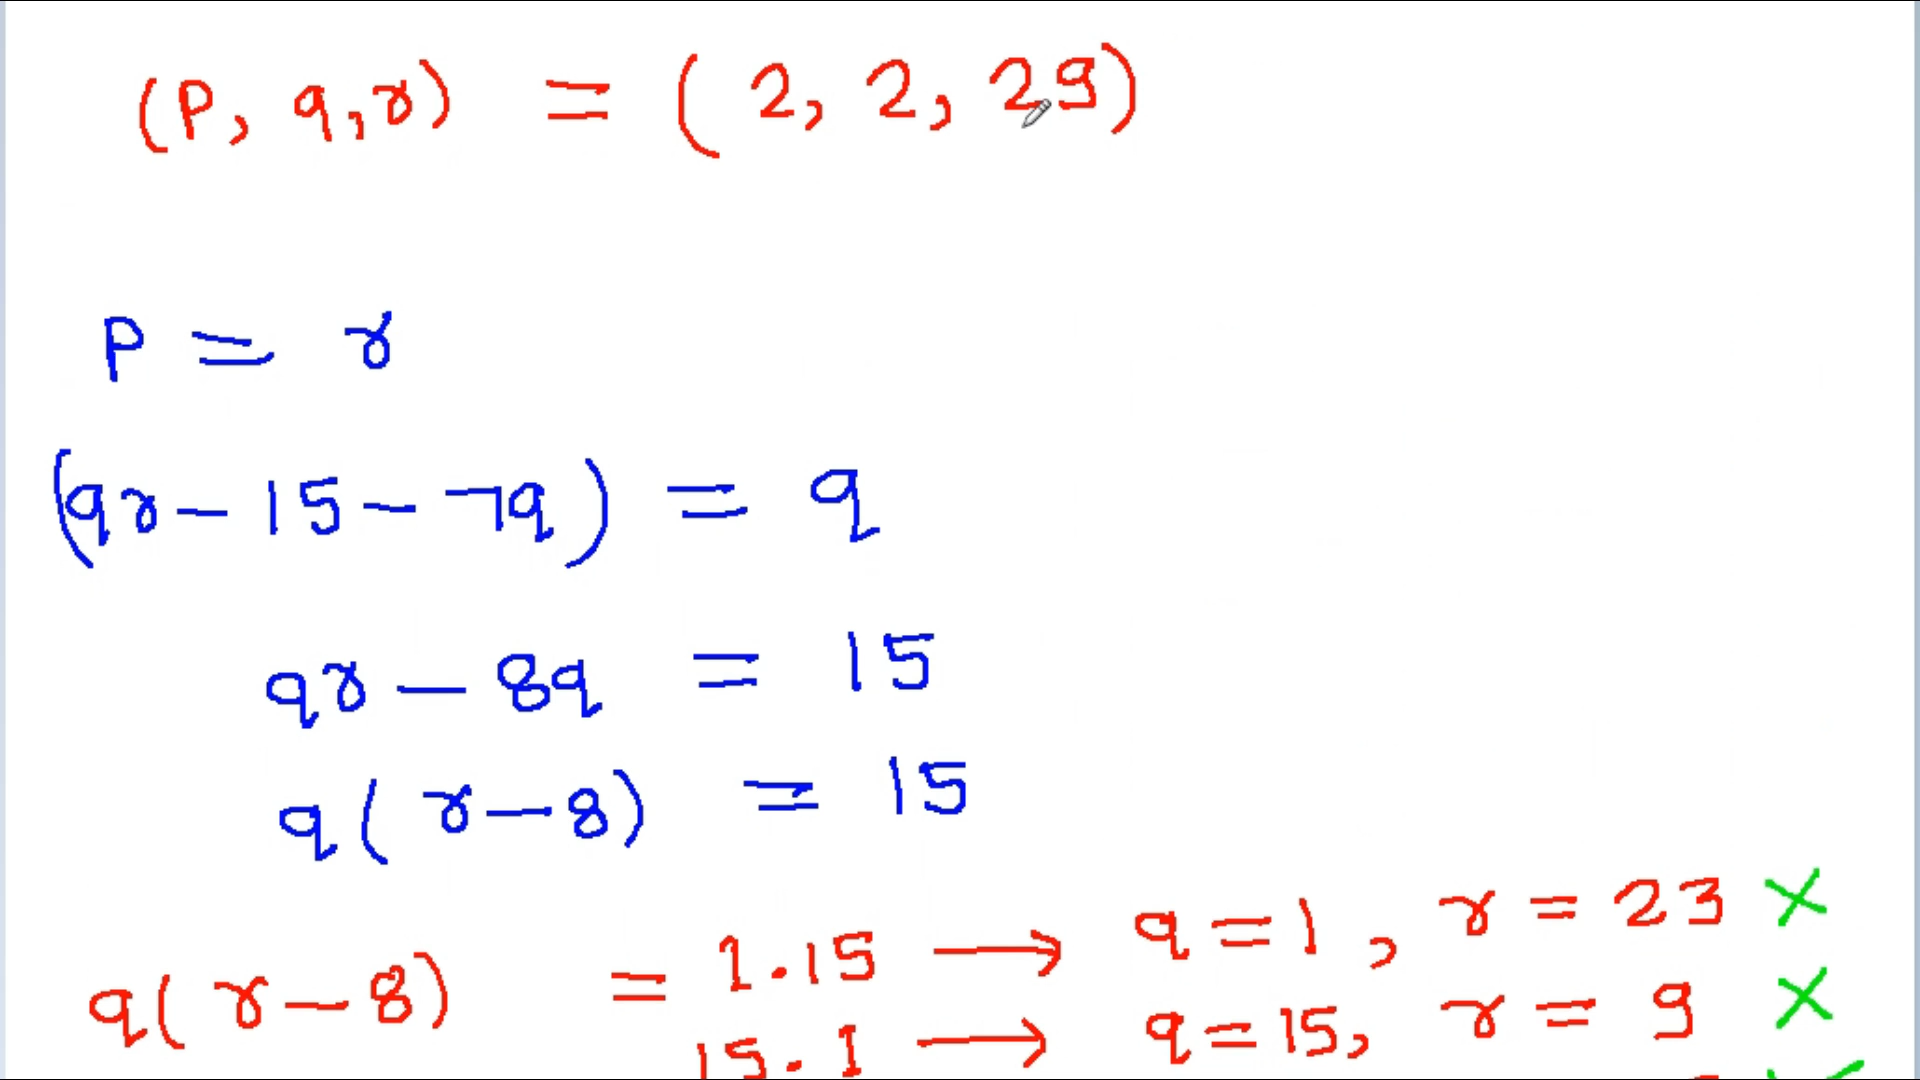 (P, q, r) = (2, 2, 29)
P = r
(qr - 15 - 7q) = q
qr - 8q = 15
q(r - 8) = 15
q(r - 8) = 1.15 → q = 1, r = 23 ×
15.1 → q = 15, r = 9 ×